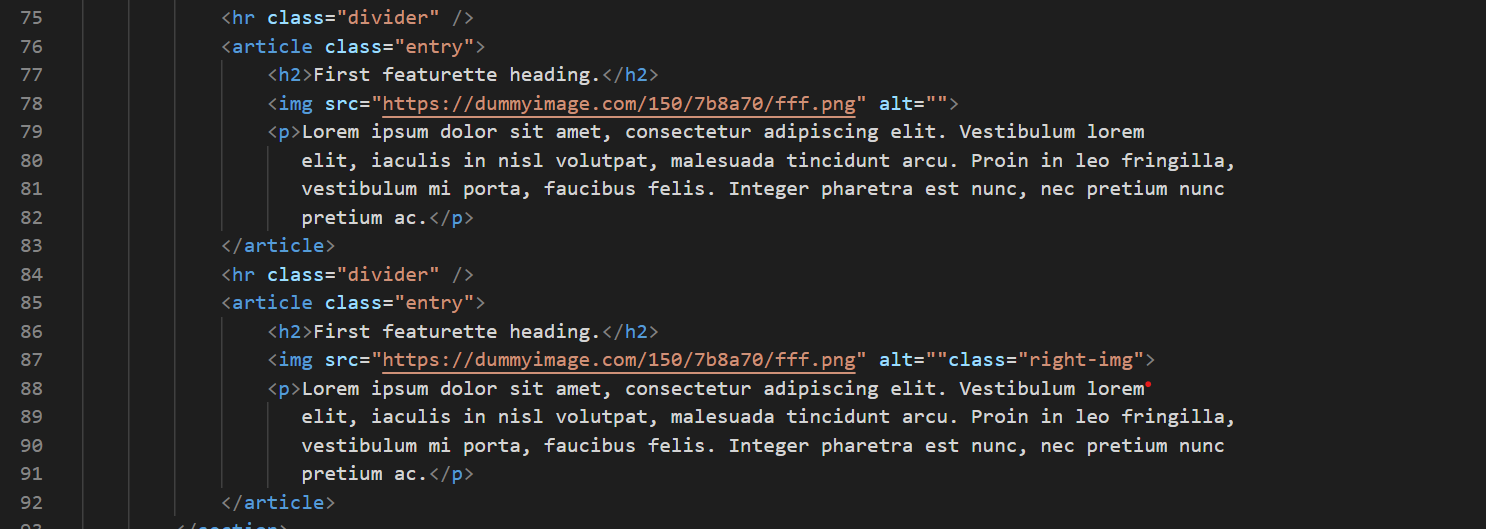 75 <hr class="divider" />
76 <article class="entry">
77 <h2>First featurette heading.</h2>
78 <img src="https://dummyimage.com/150/7b8a70/fff.png" alt="">
79 <p>Lorem ipsum dolor sit amet, consectetur adipiscing elit. Vestibulum lorem
80 elit, iaculis in nisl volutpat, malesuada tincidunt arcu. Proin in leo fringilla,
81 vestibulum mi porta, faucibus felis. Integer pharetra est nunc, nec pretium nunc
82 pretium ac.</p>
83 </article>
84 <hr class="divider" />
85 <article class="entry">
86 <h2>First featurette heading.</h2>
87 <img src="https://dummyimage.com/150/7b8a70/fff.png" alt=""class="right-img">
88 <p>Lorem ipsum dolor sit amet, consectetur adipiscing elit. Vestibulum lorem
89 elit, iaculis in nisl volutpat, malesuada tincidunt arcu. Proin in leo fringilla,
90 vestibulum mi porta, faucibus felis. Integer pharetra est nunc, nec pretium nunc
91 pretium ac.</p>
92 </article>
93 </section>